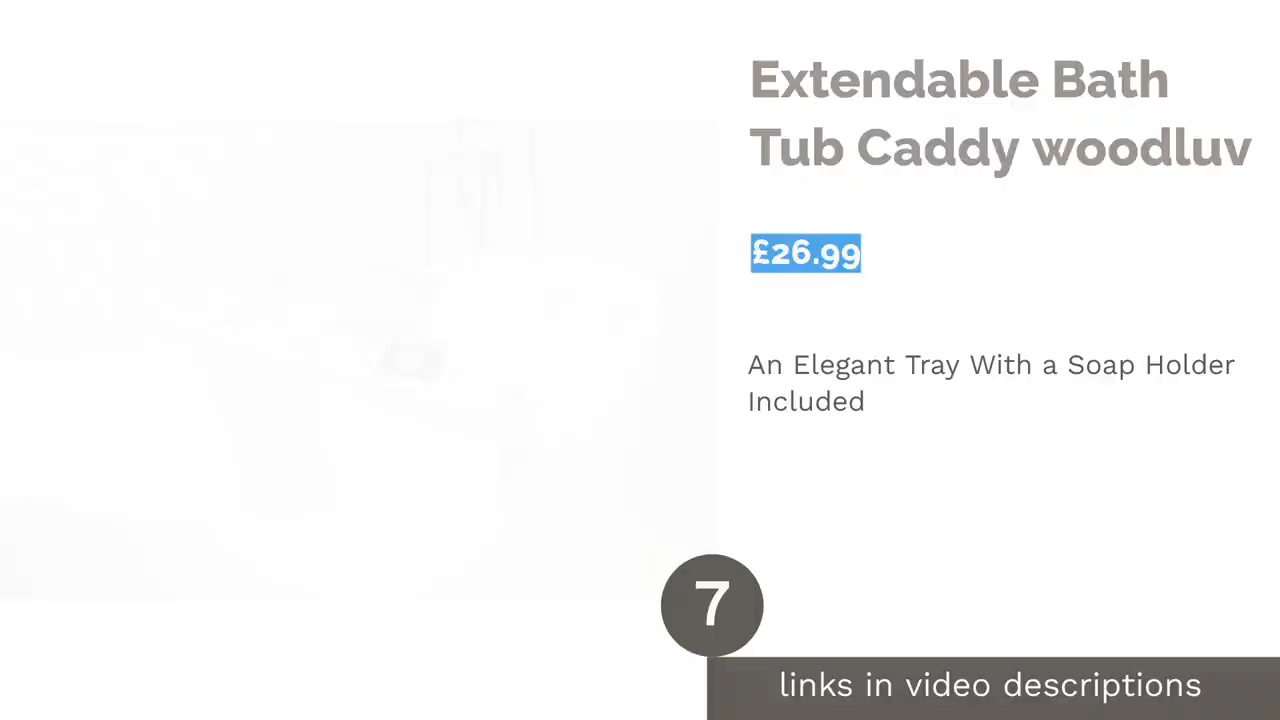 Extendable Bath
Tub Caddy woodluv
£26.99
An Elegant Tray With a Soap Holder
Included
7
links in video descriptions